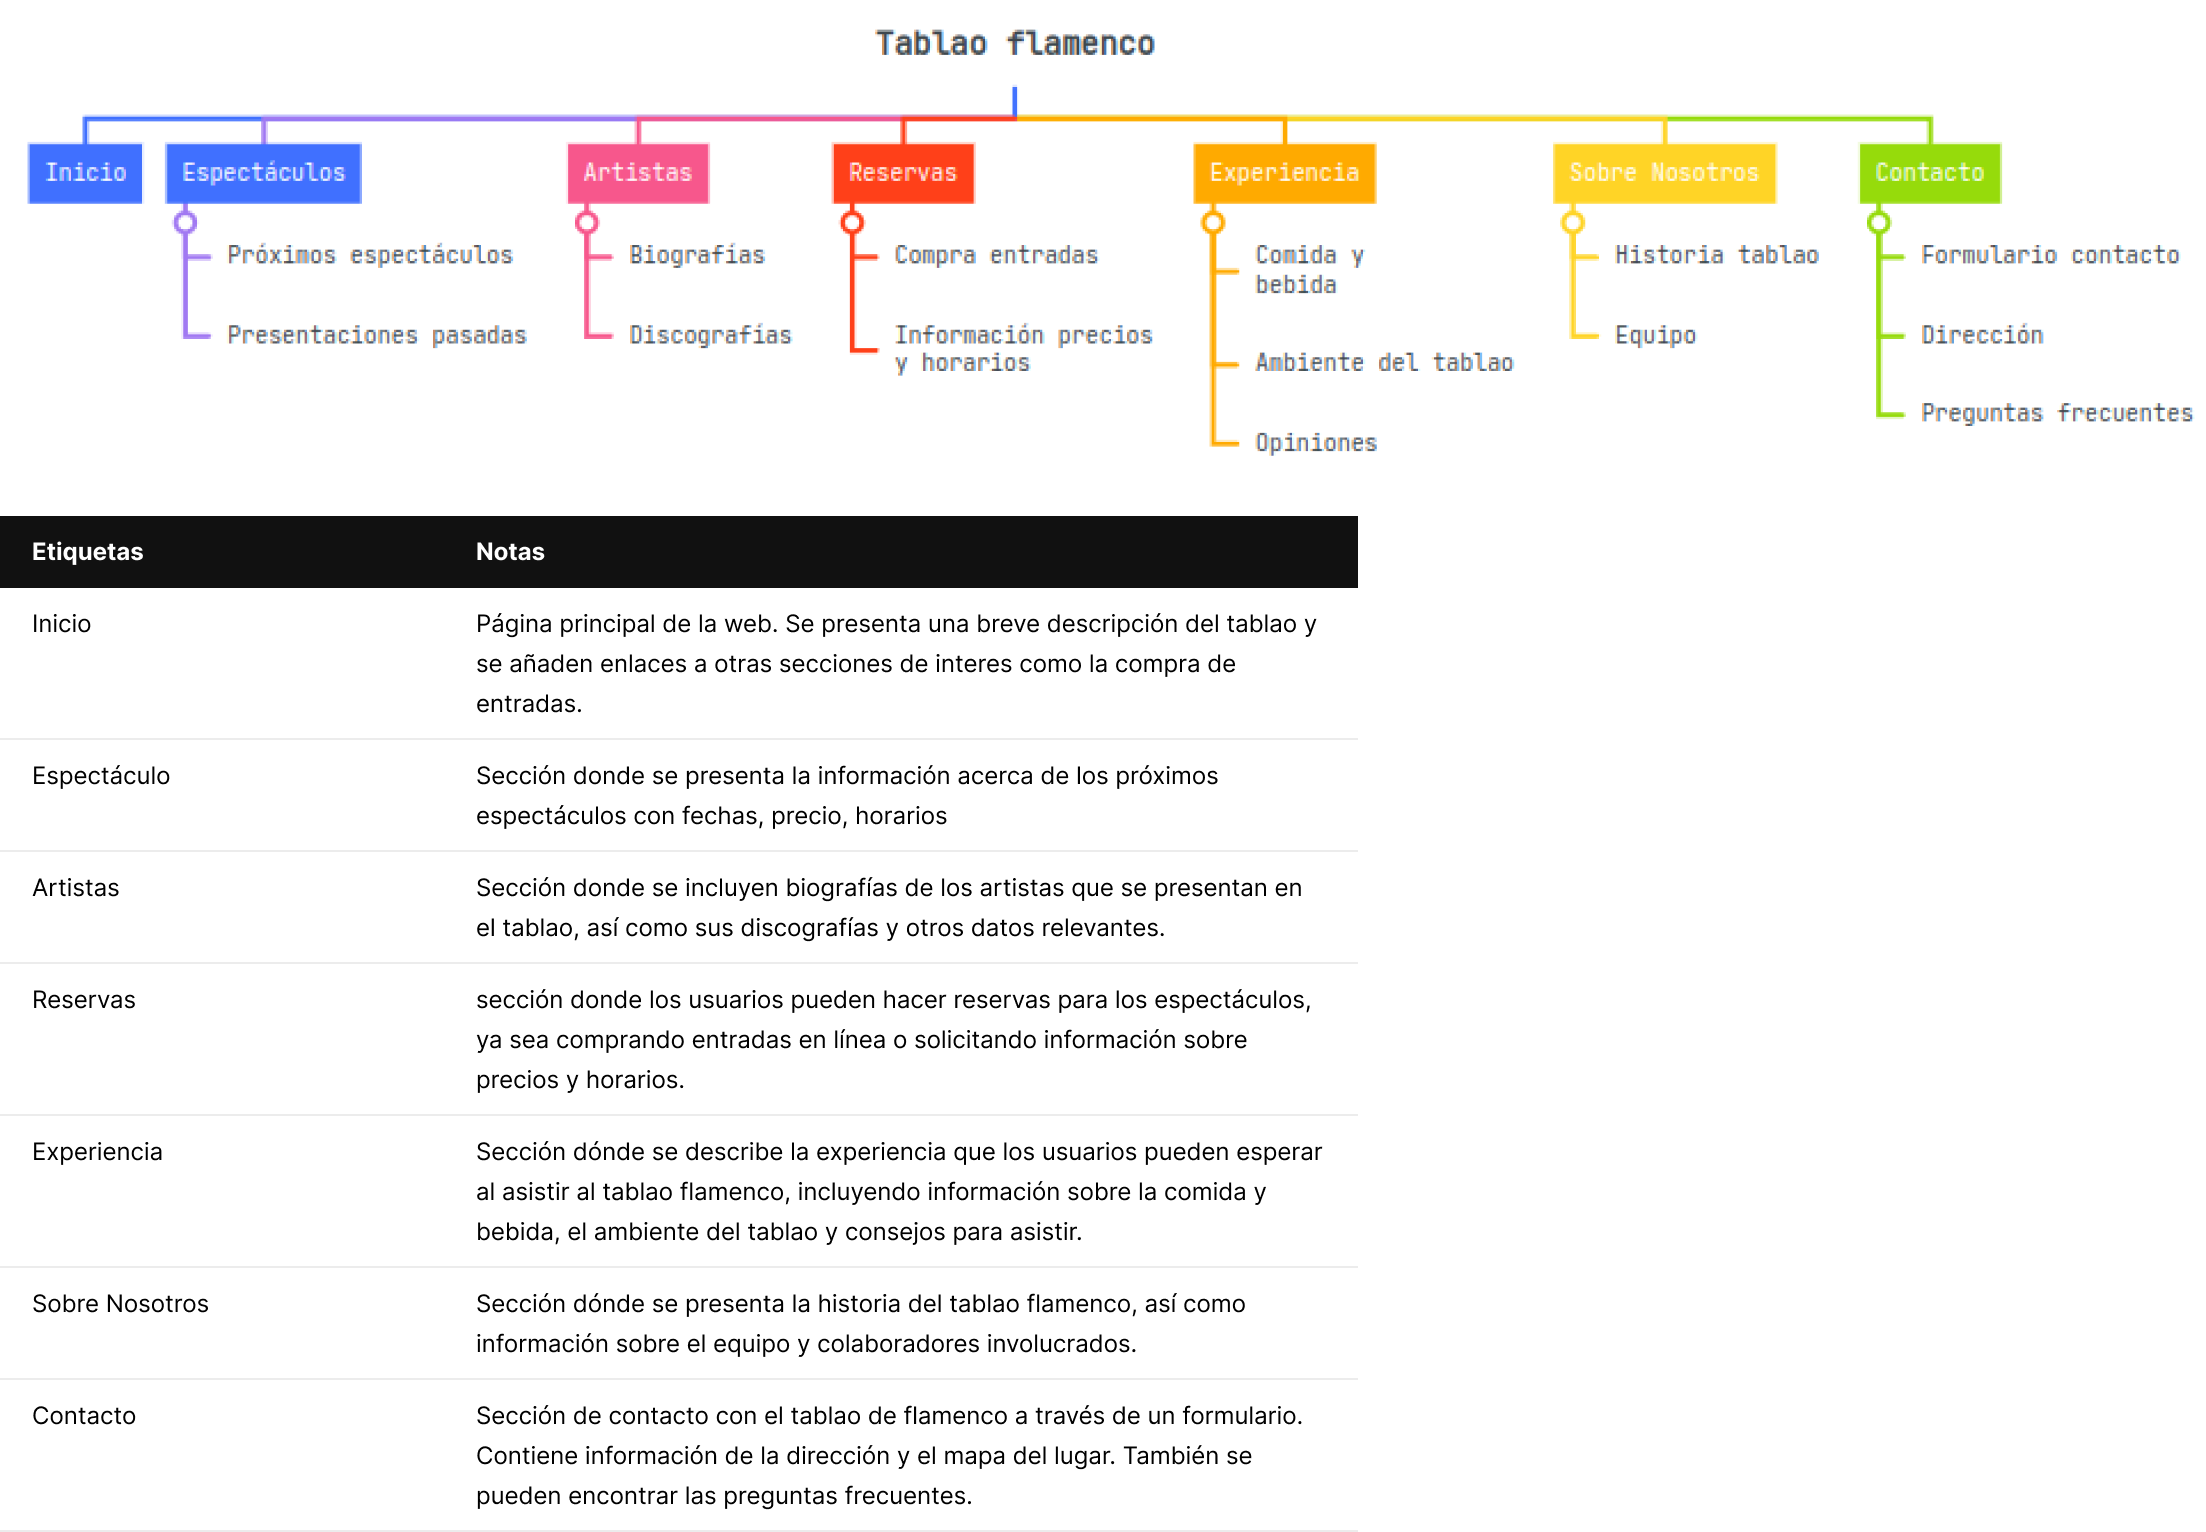 Tablao flamenco
Inicio
Espectáculos
Artistas
Reservas
Experiencia
Sobre Nosotros
Contacto
Próximos espectáculos
Presentaciones pasadas
Biografías
Discografías
Compra entradas
Información precios
y horarios
Comida y
bebida
Ambiente del tablao
Opiniones
Historia tablao
Equipo
Formulario contacto
Dirección
Preguntas frecuentes
Etiquetas
Notas
Inicio
Página principal de la web. Se presenta una breve descripción del tablao y
se añaden enlaces a otras secciones de interes como la compra de
entradas.
Espectáculo
Sección donde se presenta la información acerca de los próximos
espectáculos con fechas, precio, horarios
Artistas
Sección donde se incluyen biografías de los artistas que se presentan en
el tablao, así como sus discografías y otros datos relevantes.
Reservas
sección donde los usuarios pueden hacer reservas para los espectáculos,
ya sea comprando entradas en línea o solicitando información sobre
precios y horarios.
Experiencia
Sección dónde se describe la experiencia que los usuarios pueden esperar
al asistir al tablao flamenco, incluyendo información sobre la comida y
bebida, el ambiente del tablao y consejos para asistir.
Sobre Nosotros
Sección dónde se presenta la historia del tablao flamenco, así como
información sobre el equipo y colaboradores involucrados.
Contacto
Sección de contacto con el tablao de flamenco a través de un formulario.
Contiene información de la dirección y el mapa del lugar. También se
pueden encontrar las preguntas frecuentes.